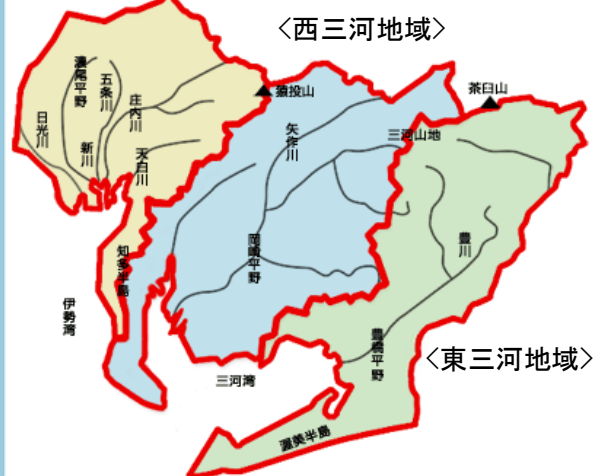 〈西三河地域〉
濃尾平野
五条川
庄内川
日光川
新川
天白川
猿投山
茶臼山
矢作川
三河山地
知多半島
岡崎平野
豊川
伊勢湾
三河湾
豊橋平野
〈東三河地域〉
渥美半島